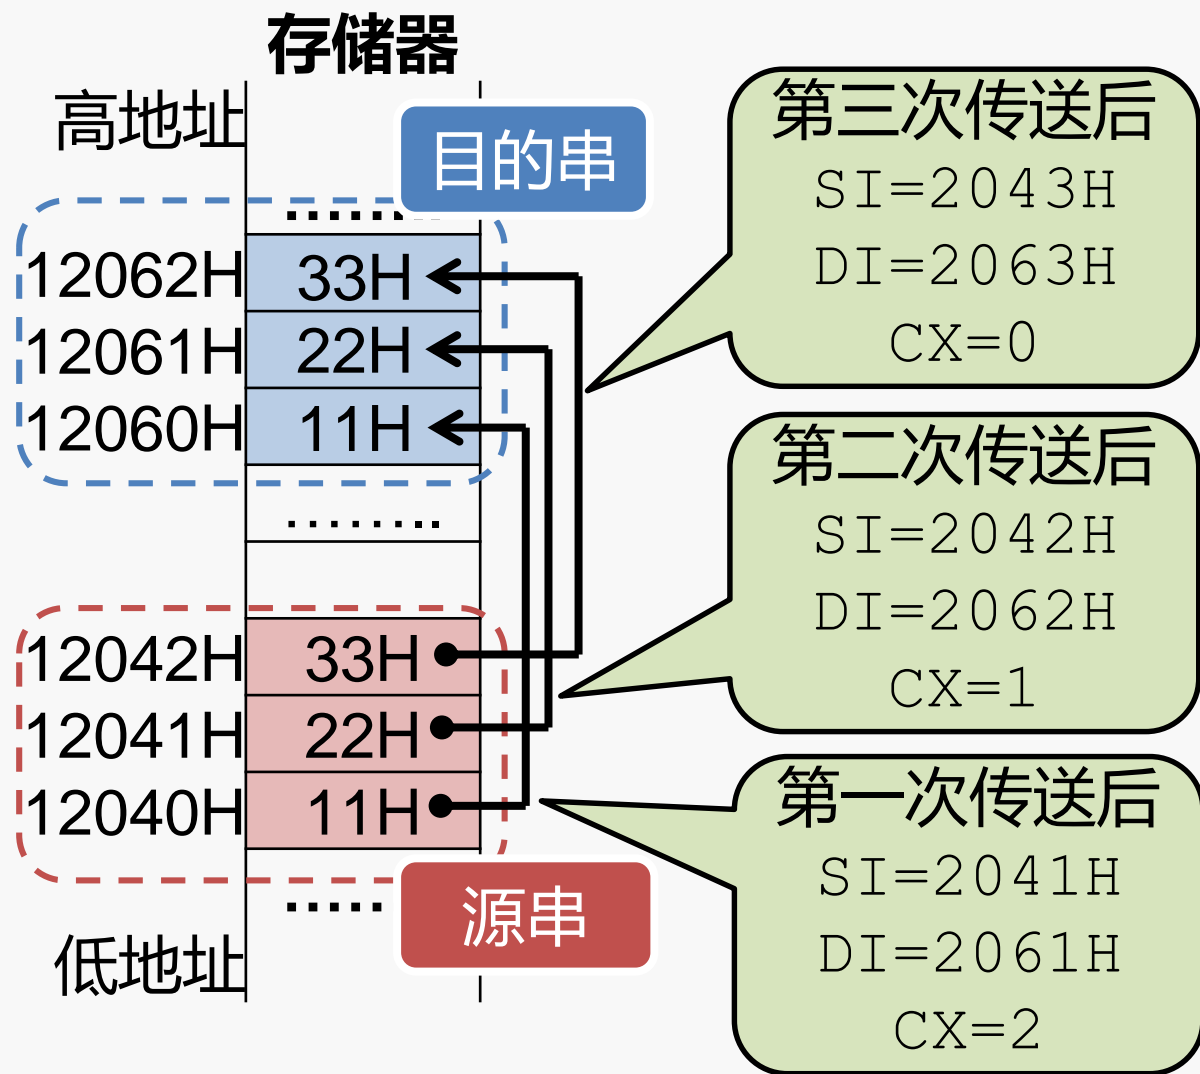 存储器
高地址
目的串
........
12062H 33H
12061H 22H
12060H 11H
........
12042H 33H
12041H 22H
12040H 11H
源串
.....
低地址
第三次传送后
SI=2043H
DI=2063H
CX=0
第二次传送后
SI=2042H
DI=2062H
CX=1
第一次传送后
SI=2041H
DI=2061H
CX=2